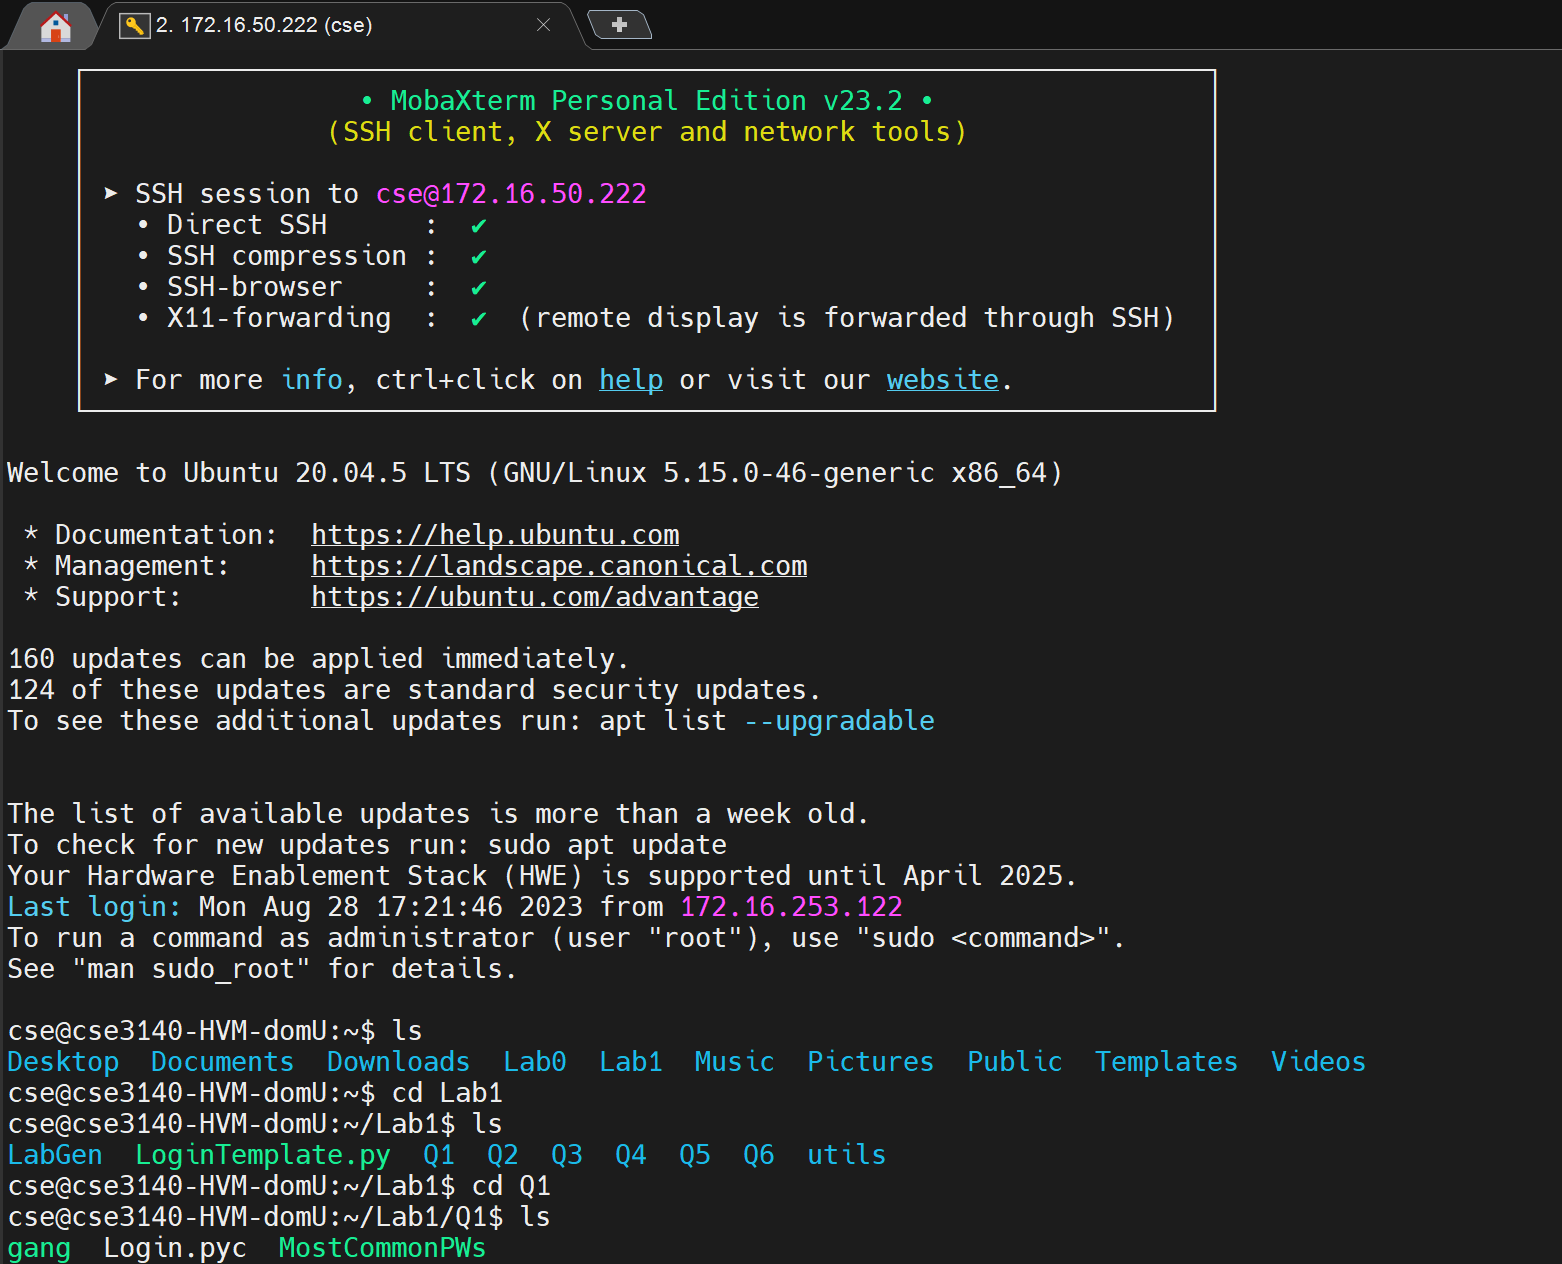 2. 172.16.50.222 (cse)
• MobaXterm Personal Edition v23.2 •
(SSH client, X server and network tools)
➤ SSH session to cse@172.16.50.222
• Direct SSH      :  ✔
• SSH compression :  ✔
• SSH-browser     :  ✔
• X11-forwarding  :  ✔  (remote display is forwarded through SSH)
➤ For more info, ctrl+click on help or visit our website.
Welcome to Ubuntu 20.04.5 LTS (GNU/Linux 5.15.0-46-generic x86_64)
* Documentation:  https://help.ubuntu.com
* Management:     https://landscape.canonical.com
* Support:        https://ubuntu.com/advantage
160 updates can be applied immediately.
124 of these updates are standard security updates.
To see these additional updates run: apt list --upgradable
The list of available updates is more than a week old.
To check for new updates run: sudo apt update
Your Hardware Enablement Stack (HWE) is supported until April 2025.
Last login: Mon Aug 28 17:21:46 2023 from 172.16.253.122
To run a command as administrator (user "root"), use "sudo <command>".
See "man sudo_root" for details.
cse@cse3140-HVM-domU:~$ ls
Desktop  Documents  Downloads  Lab0  Lab1  Music  Pictures  Public  Templates  Videos
cse@cse3140-HVM-domU:~$ cd Lab1
cse@cse3140-HVM-domU:~/Lab1$ ls
LabGen  LoginTemplate.py  Q1  Q2  Q3  Q4  Q5  Q6  utils
cse@cse3140-HVM-domU:~/Lab1$ cd Q1
cse@cse3140-HVM-domU:~/Lab1/Q1$ ls
gang  Login.pyc  MostCommonPWs